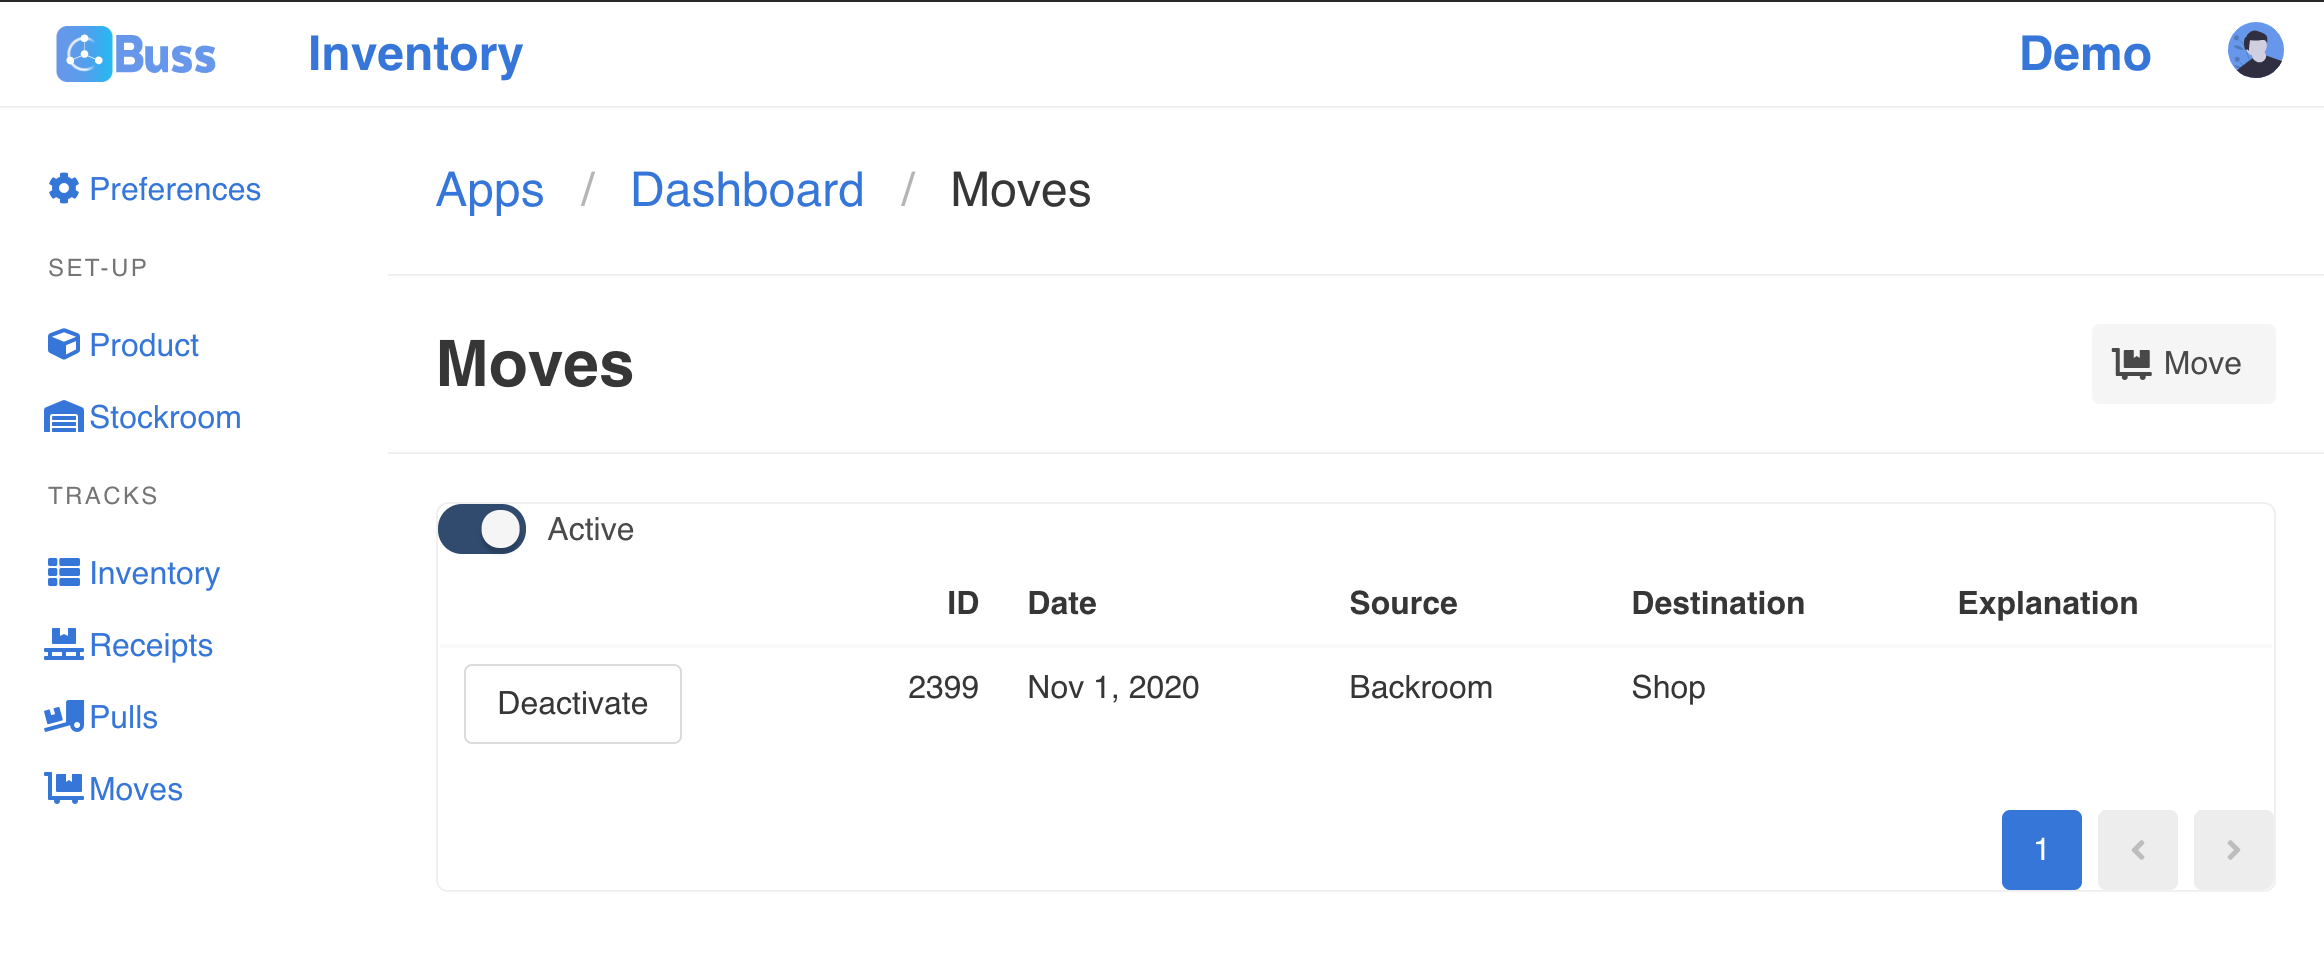 Buss Inventory Demo
Preferences
SET-UP
Product
Stockroom
TRACKS
Inventory
Receipts
Pulls
Moves
Apps / Dashboard / Moves
Moves
Move
Active
ID Date Source Destination Explanation
Deactivate 2399 Nov 1, 2020 Backroom Shop
1